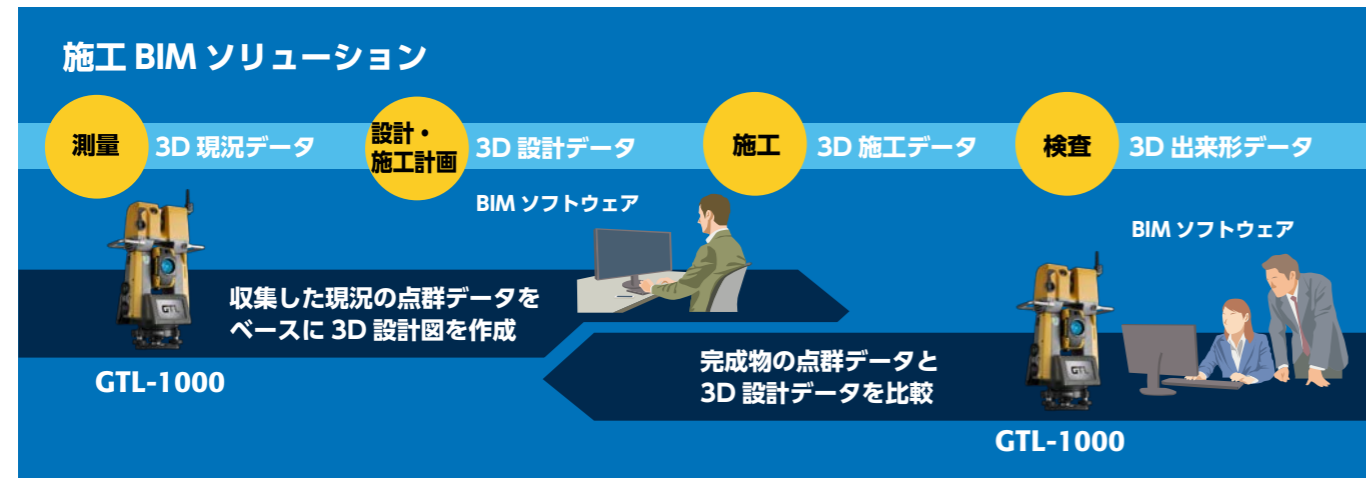 施工 BIM ソリューション
測量
3D 現況データ
設計・
施工計画
3D 設計データ
施工
3D 施工データ
検査
3D 出来形データ
BIM ソフトウェア
BIM ソフトウェア
収集した現況の点群データを
ベースに 3D 設計図を作成
GTL
GTL-1000
完成物の点群データと
3D 設計データを比較
GTL
GTL-1000